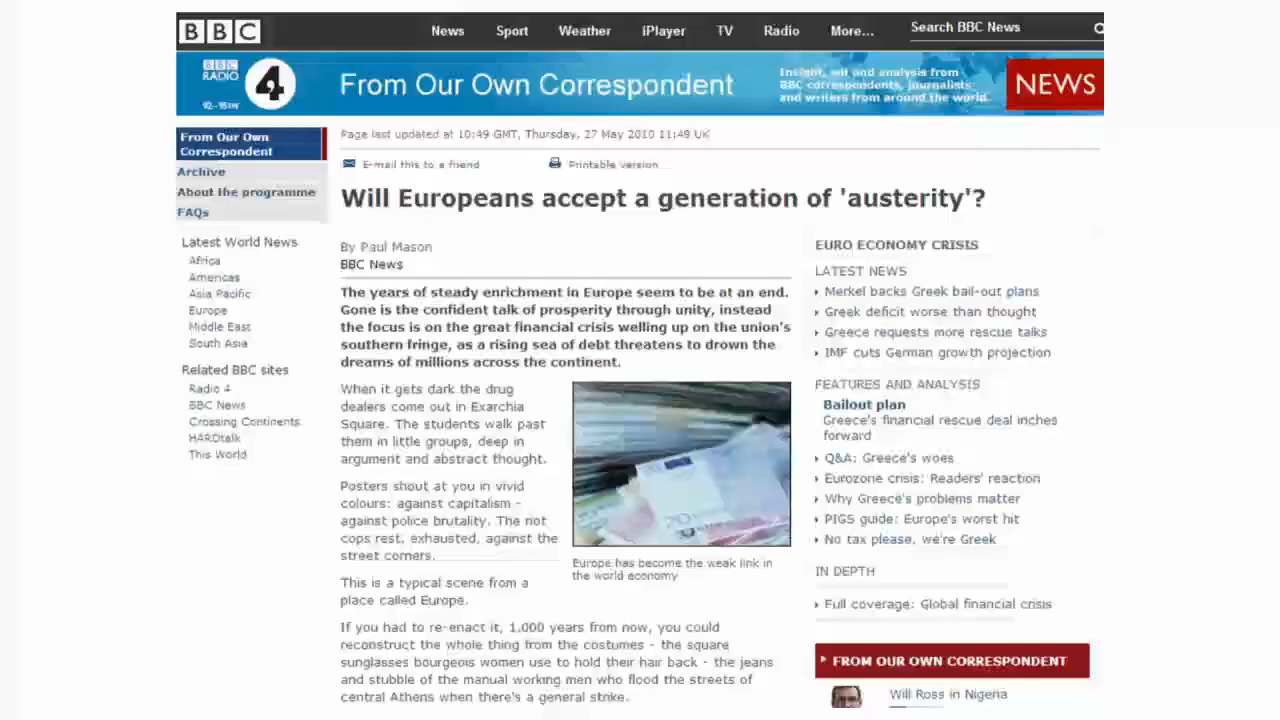 BBC
News Sport Weather iPlayer TV Radio More... Search BBC News
BBC
RADIO
4
92–95 FM
From Our Own Correspondent
Insight, wit and analysis from
BBC correspondents, journalists
and writers from around the world
NEWS
From Our Own
Correspondent
Archive
About the programme
FAQs
Latest World News
Africa
Americas
Asia Pacific
Europe
Middle East
South Asia
Related BBC sites
Radio 4
BBC News
Crossing Continents
HARDtalk
This World
Page last updated at 10:49 GMT, Thursday, 27 May 2010 11:49 UK
E-mail this to a friend Printable version
Will Europeans accept a generation of 'austerity'?
By Paul Mason
BBC News
The years of steady enrichment in Europe seem to be at an end.
Gone is the confident talk of prosperity through unity, instead
the focus is on the great financial crisis welling up on the union's
southern fringe, as a rising sea of debt threatens to drown the
dreams of millions across the continent.
When it gets dark the drug
dealers come out in Exarchia
Square. The students walk past
them in little groups, deep in
argument and abstract thought.
Posters shout at you in vivid
colours: against capitalism -
against police brutality. The riot
cops rest, exhausted, against the
street corners.
This is a typical scene from a
place called Europe.
Europe has become the weak link in
the world economy
If you had to re-enact it, 1,000 years from now, you could
reconstruct the whole thing from the costumes - the square
sunglasses bourgeois women use to hold their hair back - the jeans
and stubble of the manual working men who flood the streets of
central Athens when there's a general strike.
EURO ECONOMY CRISIS
LATEST NEWS
Merkel backs Greek bail-out plans
Greek deficit worse than thought
Greece requests more rescue talks
IMF cuts German growth projection
FEATURES AND ANALYSIS
Bailout plan
Greece's financial rescue deal inches
forward
Q&A: Greece's woes
Eurozone crisis: Readers' reaction
Why Greece's problems matter
PIGS guide: Europe's worst hit
No tax please, we're Greek
IN DEPTH
Full coverage: Global financial crisis
FROM OUR OWN CORRESPONDENT
Will Ross in Nigeria